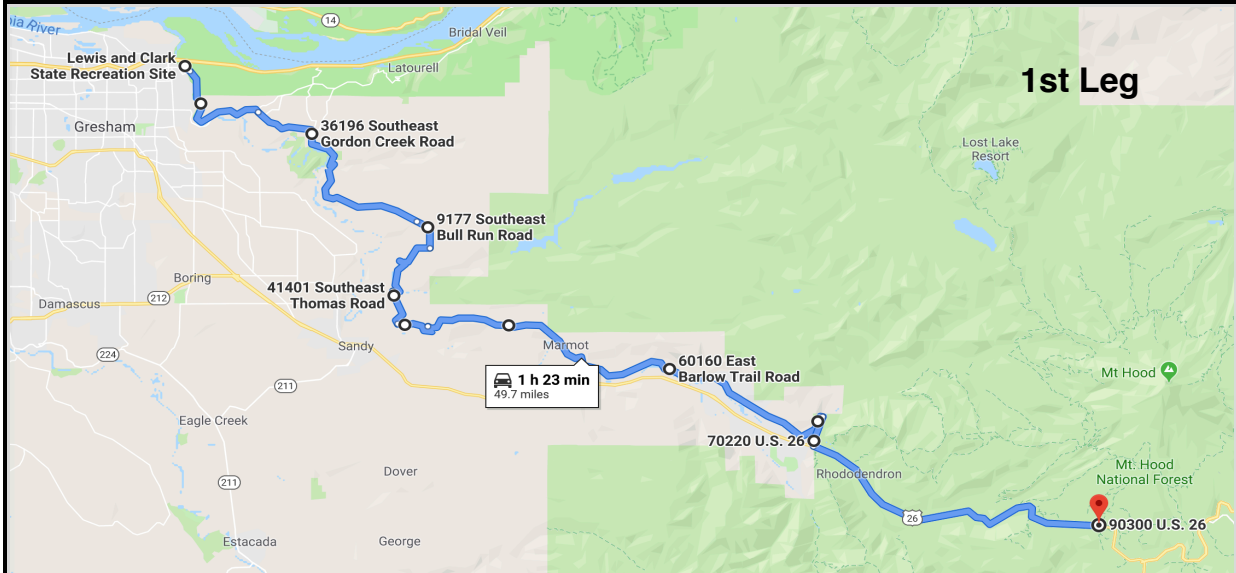 ia River
14
Bridal Veil
Lewis and Clark
State Recreation Site
Latourell
1st Leg
Gresham
36196 Southeast
Gordon Creek Road
Lost Lake
Resort
9177 Southeast
Bull Run Road
Boring
41401 Southeast
Thomas Road
Damascus
212
Sandy
Marmot
224
60160 East
Barlow Trail Road
1 h 23 min
49.7 miles
Mt Hood
211
Eagle Creek
70220 U.S. 26
Dover
Rhododendron
Mt. Hood
National Forest
211
26
90300 U.S. 26
Estacada
George